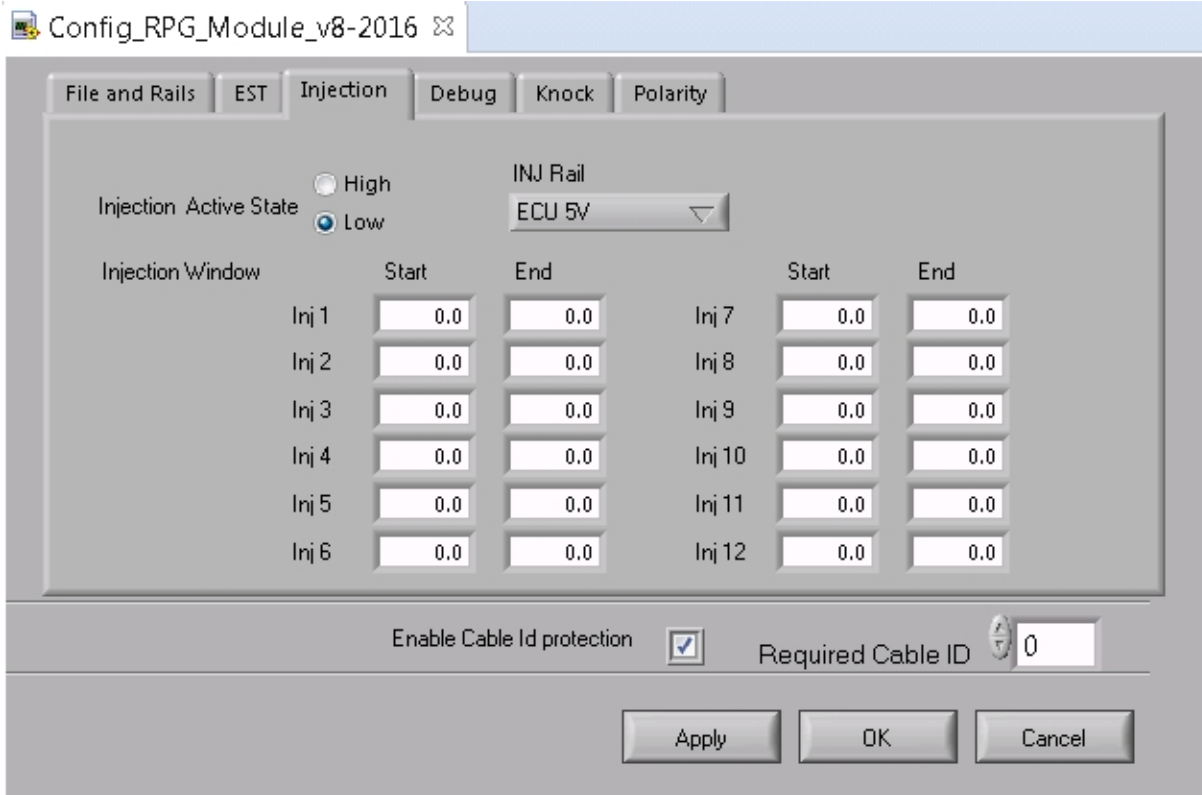 Config_RPG_Module_v8-2016
File and Rails EST Injection Debug Knock Polarity
INJ Rail
High
Injection Active State
ECU 5V
Low
Injection Window Start End Start End
Inj 1 0.0 0.0 Inj 7 0.0 0.0
Inj 2 0.0 0.0 Inj 8 0.0 0.0
Inj 3 0.0 0.0 Inj 9 0.0 0.0
Inj 4 0.0 0.0 Inj 10 0.0 0.0
Inj 5 0.0 0.0 Inj 11 0.0 0.0
Inj 6 0.0 0.0 Inj 12 0.0 0.0
Enable Cable Id protection Required Cable ID 0
Apply OK Cancel